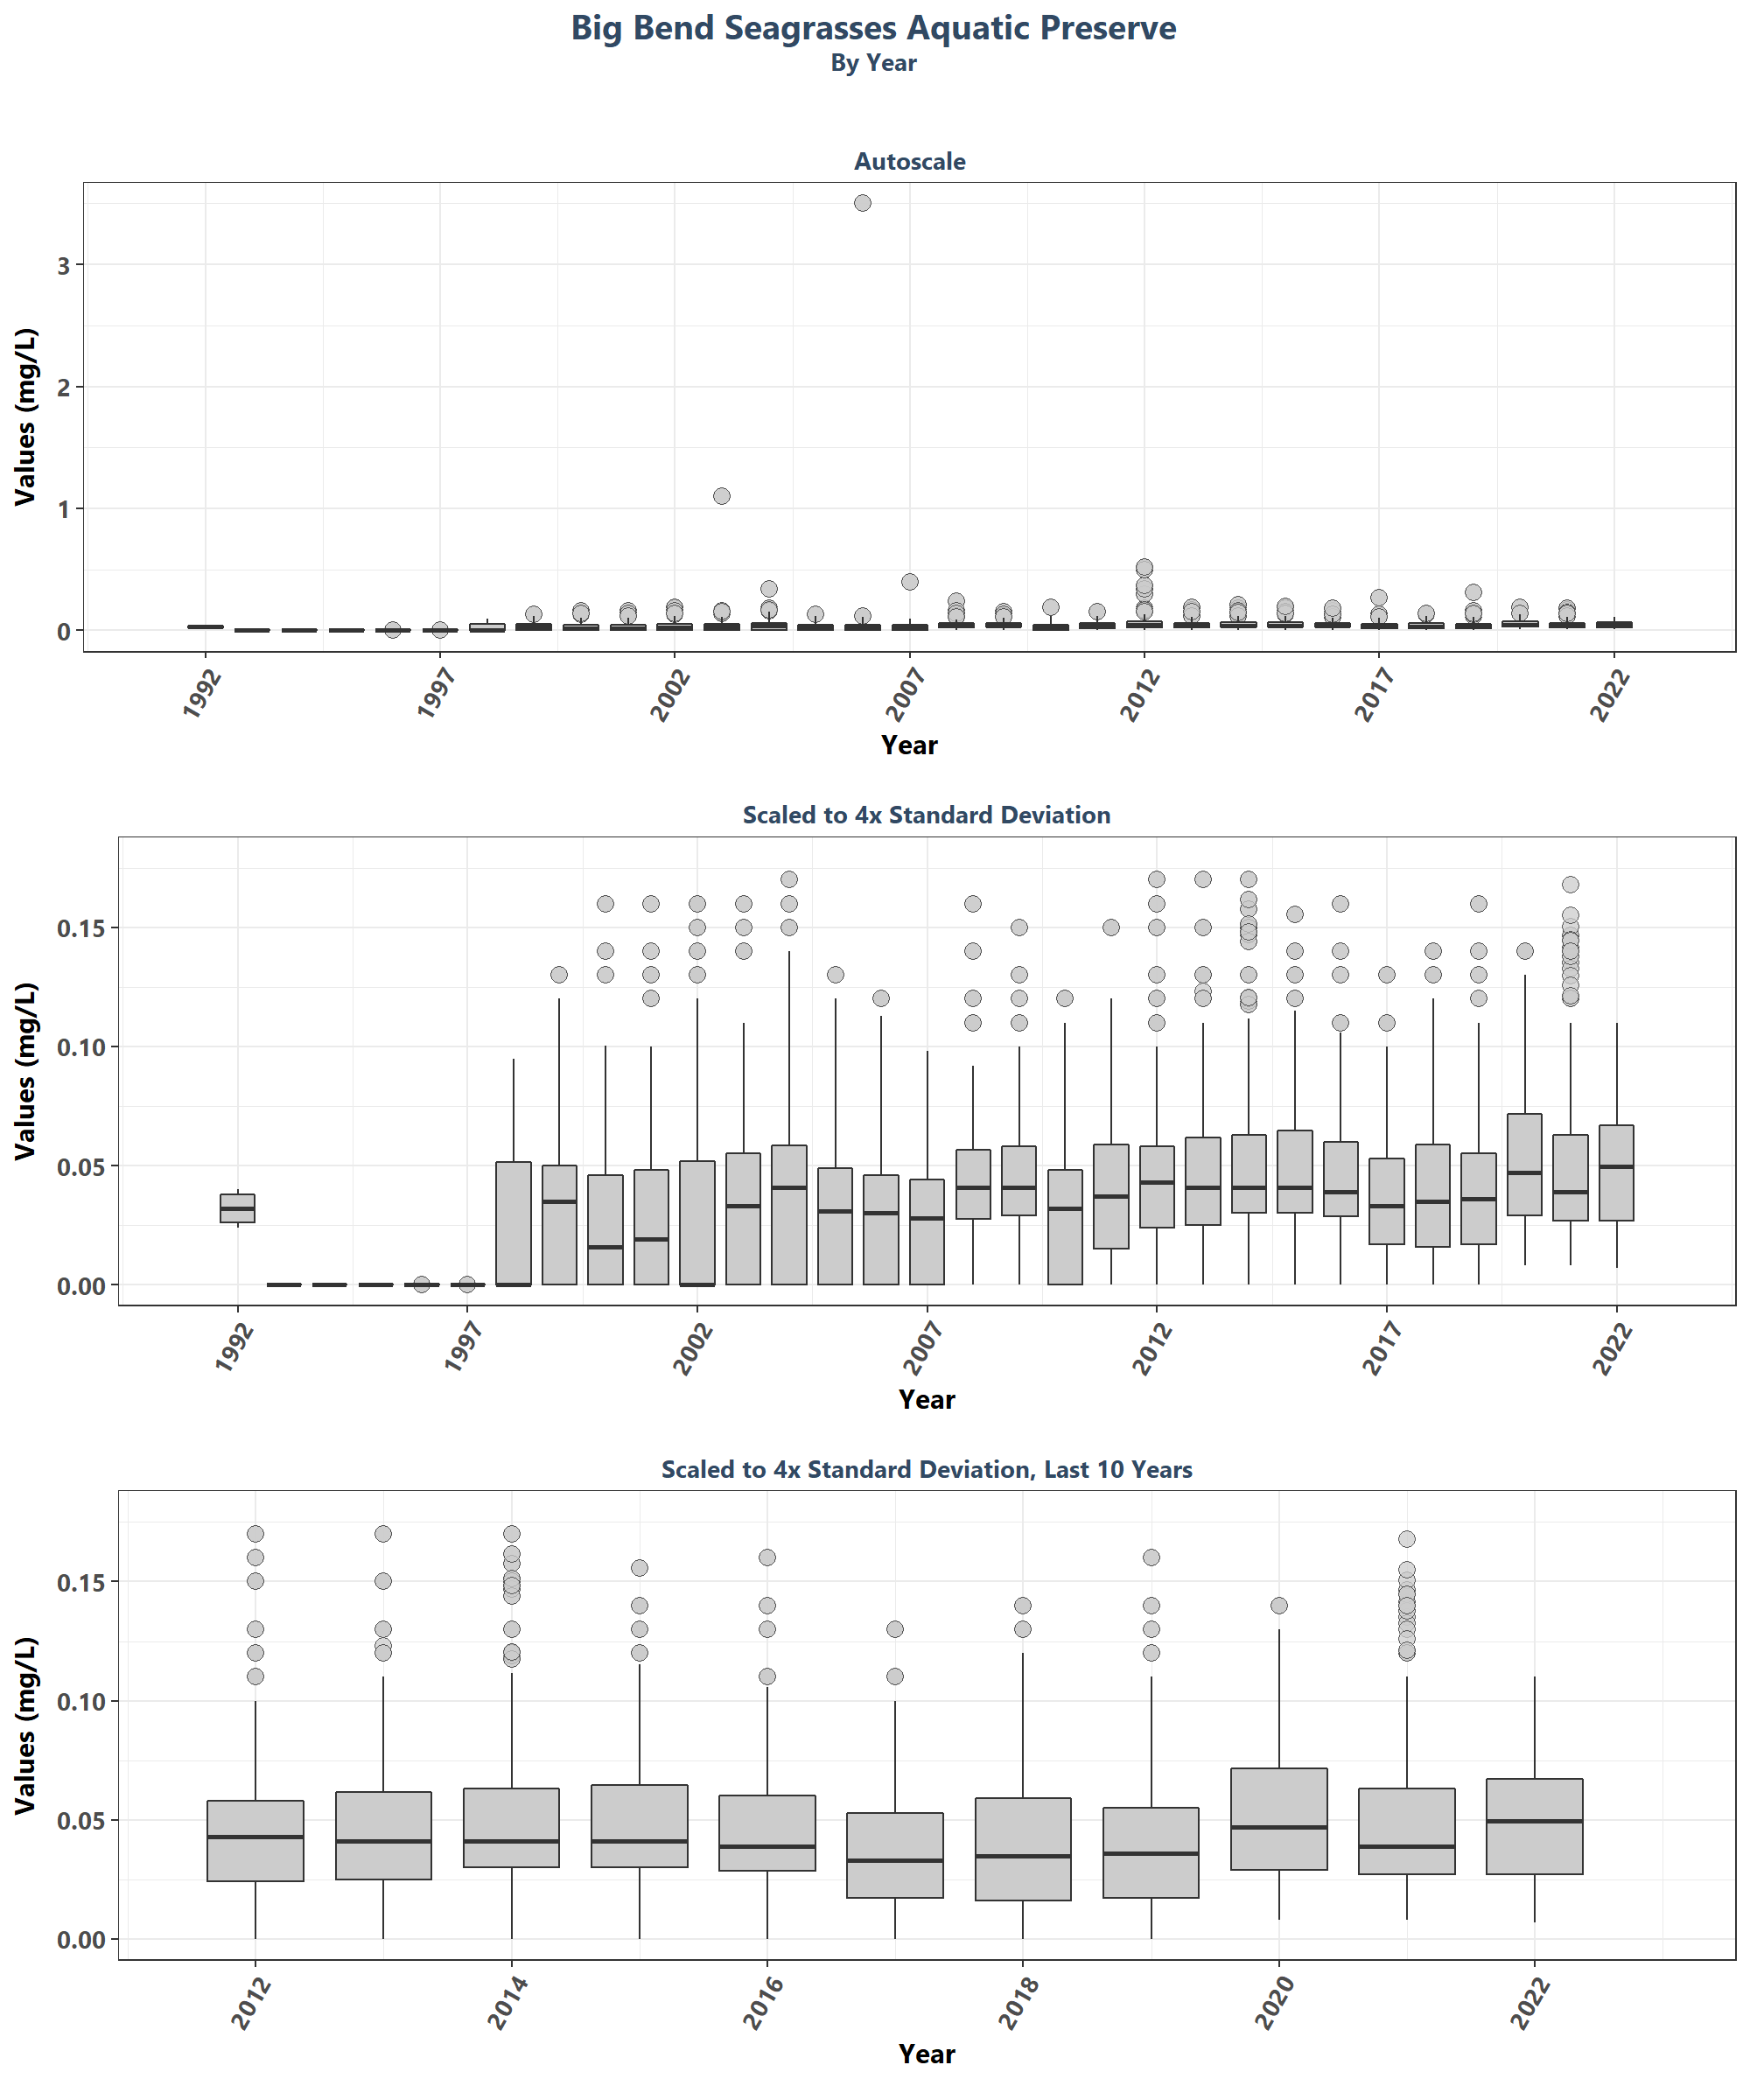 Big Bend Seagrasses Aquatic Preserve
By Year
Autoscale
Values (mg/L)
3
2
1
0
1992 1997 2002 2007 2012 2017 2022
Year
Scaled to 4x Standard Deviation
Values (mg/L)
0.15
0.10
0.05
0.00
1992 1997 2002 2007 2012 2017 2022
Year
Scaled to 4x Standard Deviation, Last 10 Years
Values (mg/L)
0.15
0.10
0.05
0.00
2012 2014 2016 2018 2020 2022
Year